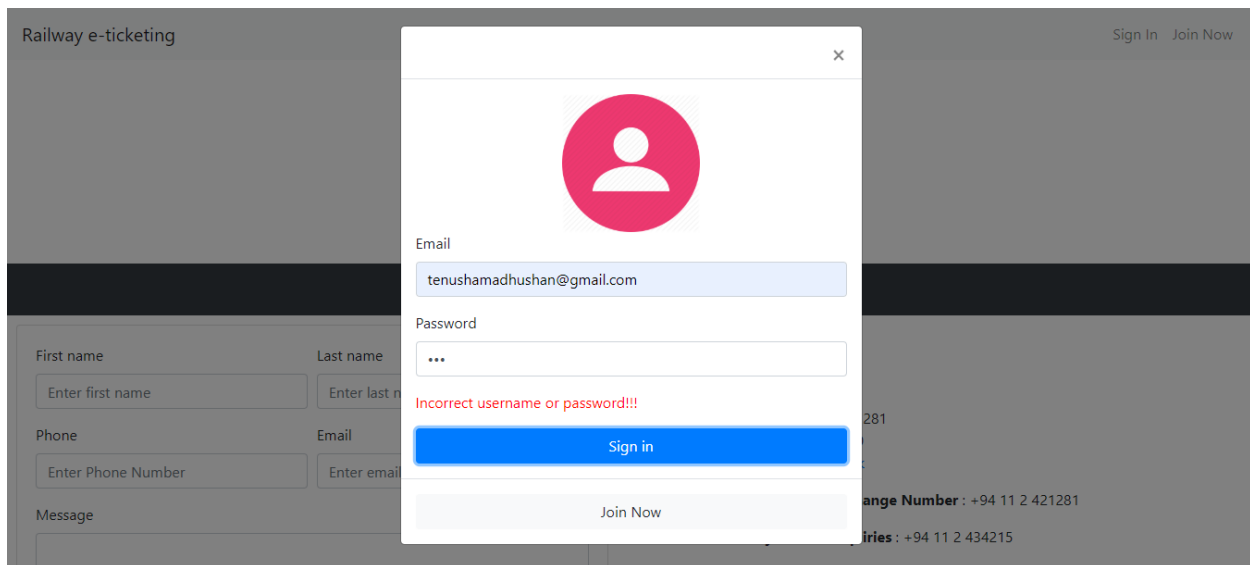 Railway e-ticketing
Sign In Join Now
×
Email
tenushamadhushan@gmail.com
Password
•••
Incorrect username or password!!!
Sign in
Join Now
First name Last name
Enter first name Enter last n
Phone Email
Enter Phone Number Enter email
Message
281
ange Number : +94 11 2 421281
iries : +94 11 2 434215